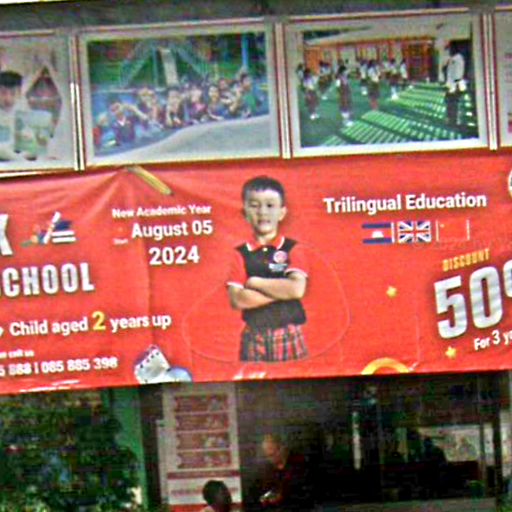 New Academic Year
August 05
2024
SCHOOL
Child aged 2 years up
085 885 398
Trilingual Education
DISCOUNT
50
For 3